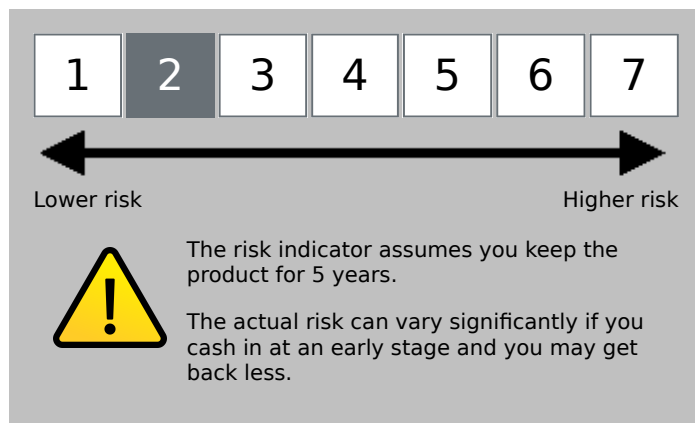 1 2 3 4 5 6 7
Lower risk Higher risk
The risk indicator assumes you keep the
product for 5 years.
The actual risk can vary significantly if you
cash in at an early stage and you may get
back less.